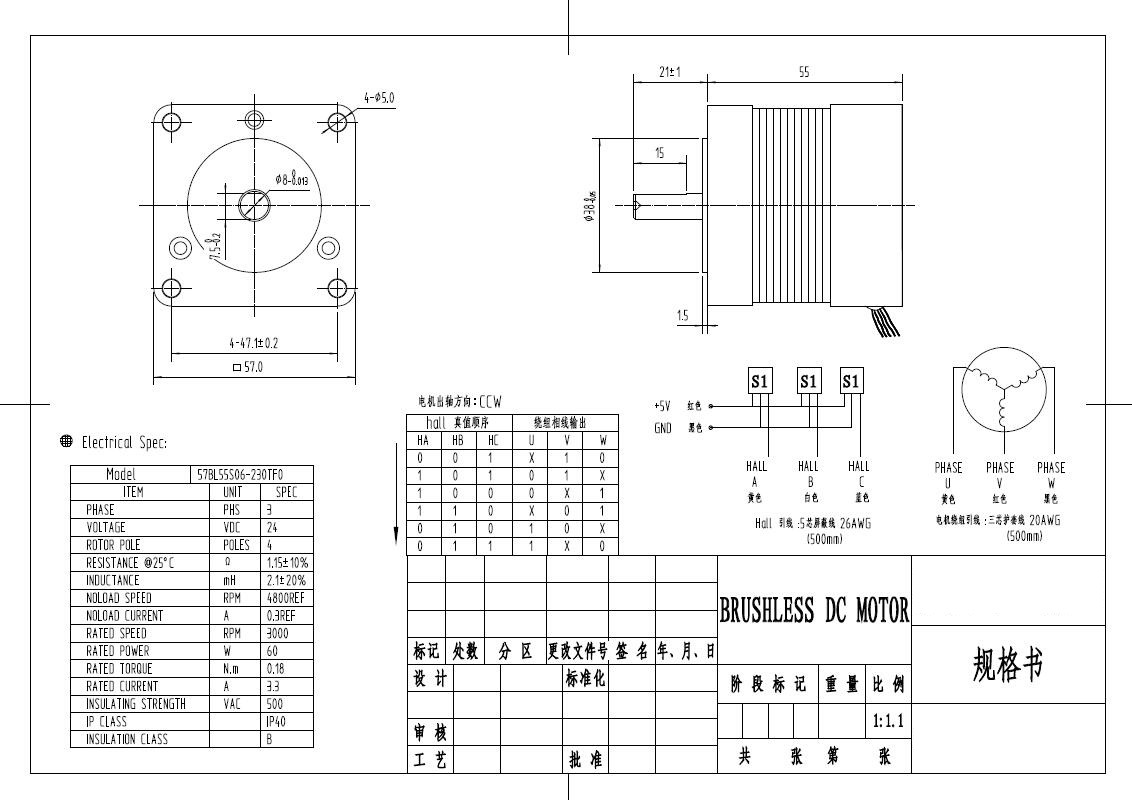 21±1
55
4-Φ5.0
15
Φ8-0.013
0
Φ38-0.05
0
7.5-0.2
0
1.5
4-47.1±0.2
□57.0
S1 S1 S1
+5V 红色
GND 黑色
HALL HALL HALL
A B C
黄色 白色 蓝色
Hall 引线:5芯屏蔽线 26AWG
(500mm)
PHASE PHASE PHASE
U V W
黄色 红色 黑色
电机绕组引线:三芯护套线 20AWG
(500mm)
电机出轴方向:CCW
hall 真值顺序 绕组相线输出
HA HB HC U V W
0 0 1 X 1 0
1 0 1 0 1 X
1 0 0 0 X 1
1 1 0 X 0 1
0 1 0 1 0 X
0 1 1 1 X 0
Electrical Spec:
Model 57BL55S06-230TF0
ITEM UNIT SPEC
PHASE PHS 3
VOLTAGE VDC 24
ROTOR POLE POLES 4
RESISTANCE @25°C Ω 1.15±10%
INDUCTANCE mH 2.1±20%
NOLOAD SPEED RPM 4800REF
NOLOAD CURRENT A 0.3REF
RATED SPEED RPM 3000
RATED POWER W 60
RATED TORQUE N.m 0.18
RATED CURRENT A 3.3
INSULATING STRENGTH VAC 500
IP CLASS IP40
INSULATION CLASS B
标记 处数 分 区 更改文件号 签 名 年、月、日
设 计 标准化
审 核
工 艺 批 准
BRUSHLESS DC MOTOR
阶 段 标 记 重 量 比 例
1:1.1
共 张 第 张
规格书